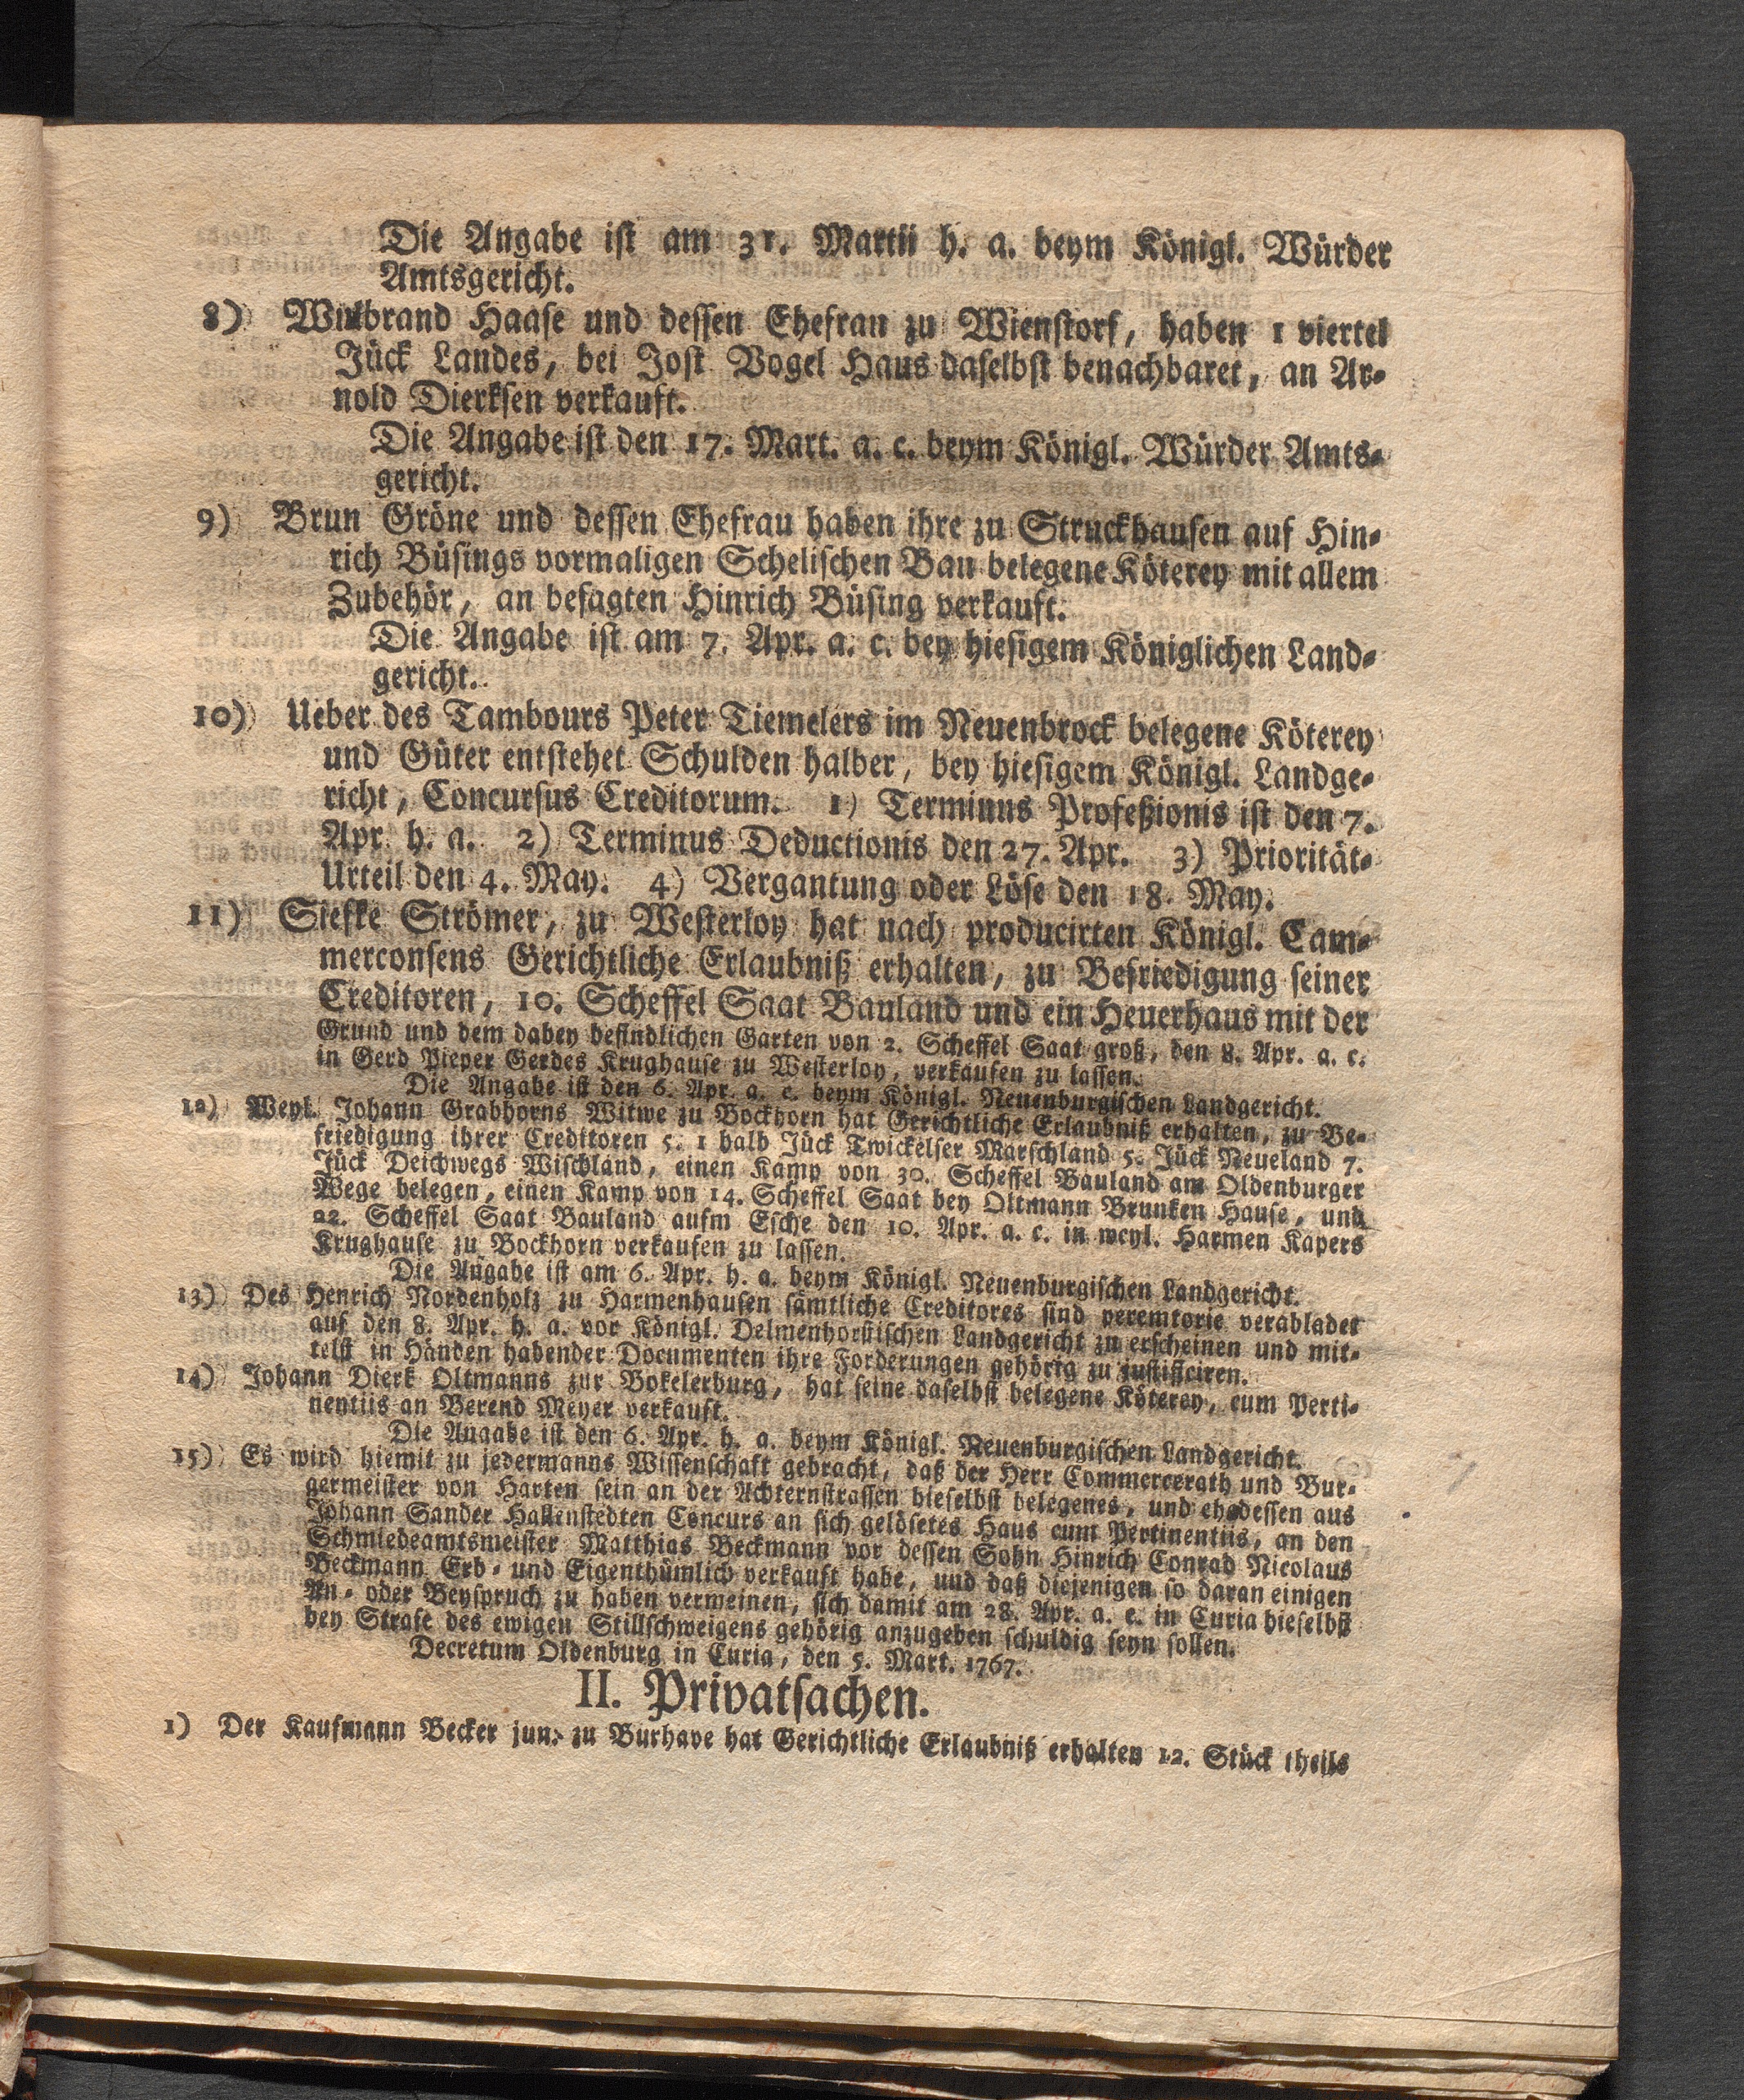 Die Angabe ist am 31. Martii h. a. beym Königl. Würder
Amtsgericht.
8) Wilbrand Haase und dessen Ehefrau zu Wienstorf, haben 1 viertel
Jück Landes, bei Jost Vogel Haus daselbst benachbaret, an Ar-
nold Dierksen verkauft.
Die Angabe ist den 17. Mart. a. c. beym Königl. Würder Amts-
gericht.
9) Brun Gröne und dessen Ehefrau haben ihre zu Struckhausen auf Hin-
rich Büsings vormaligen Schelischen Bau belegene Köterey mit allem
Zubehör, an besagten Hinrich Büsing verkauft.
Die Angabe ist am 7. Apr. a. c. bey hiesigem Königlichen Land-
gericht.
10) Ueber des Tambours Peter Tiemelers im Neuenbrock belegene Köterey
und Güter entstehet Schulden halber, bey hiesigem Königl. Landge-
richt, Concursus Creditorum. 1) Terminus Profeßionis ist den 7.
Apr. h. a. 2) Terminus Deductionis den 27. Apr. 3) Priorität-
Urteil den 4. May. 4) Vergantung oder Löse den 18. May.
11) Siefke Strömer, zu Westerloy hat nach producirten Königl. Cam-
merconsens Gerichtliche Erlaubniß erhalten, zu Befriedigung seiner
Creditoren, 10. Scheffel Saat Bauland und ein Heuerhaus mit der
Grund und dem dabey befindlichen Garten von 2. Scheffel Saat groß, den 8. Apr. a. c.
in Gerd Pieper Gerdes Krughause zu Westerloy, verkaufen zu lassen.
Die Angabe ist den 6. Apr. a. c. beym Königl. Neuenburgischen Landgericht.
12) Weyl. Johann Grabhorns Witwe zu Bockhorn hat Gerichtliche Erlaubniß erhalten, zu Be-
friedigung ihrer Creditoren 5. 1 halb Jück Twickelser Marschland 5. Jück Neueland 7.
Jück Deichwegs Wischland, einen Kamp von 30. Scheffel Bauland am Oldenburger
Wege belegen, einen Kamp von 14. Scheffel Saat bey Oltmann Brunken Hause, und
22. Scheffel Saat Bauland aufm Esche den 10. Apr. a. c. in weyl. Harmen Kapers
Krughause zu Bockhorn verkaufen zu lassen.
Die Angabe ist am 6. Apr. h. a. beym Königl. Neuenburgischen Landgericht.
13) Des Henrich Nordenholz zu Harmenhausen sämtliche Creditores sind peremtorie verabladet
auf den 8. Apr. h. a. vor Königl. Delmenhorstischen Landgericht zu erscheinen und mit-
telst in Händen habender Documenten ihre Forderungen gehörig zu justificiren.
14) Johann Dierk Oltmanns zur Bokelerburg, hat seine daselbst belegene Köterey, cum Perti-
nentiis an Berend Meyer verkauft.
Die Angabe ist den 6. Apr. h. a. beym Königl. Neuenburgischen Landgericht.
15) Es wird hiemit zu jedermanns Wissenschaft gebracht, daß der Herr Commercerath und Bur-
germeister von Harten sein an der Achternstrassen hieselbst belegenes, und ehedessen aus
Johann Sander Hallenstedten Concurs an sich gelösetes Haus cum Pertinentiis, an den
Schmiedeamtsmeister Matthias Beckmann vor dessen Sohn Hinrich Conrad Nicolaus
Beckmann Erb- und Eigenthümlich verkauft habe, und daß diejenigen so daran einigen
An- oder Beyspruch zu haben vermeinen, sich damit am 28. Apr. a. c. in Curia hieselbst
bey Strafe des ewigen Stillschweigens gehörig anzugeben schuldig seyn sollen.
Decretum Oldenburg in Curia, den 5. Mart. 1767.
II. Privatsachen.
1) Der Kaufmann Becker jun. zu Burhave hat Gerichtliche Erlaubniß erhalten 12. Stück theils